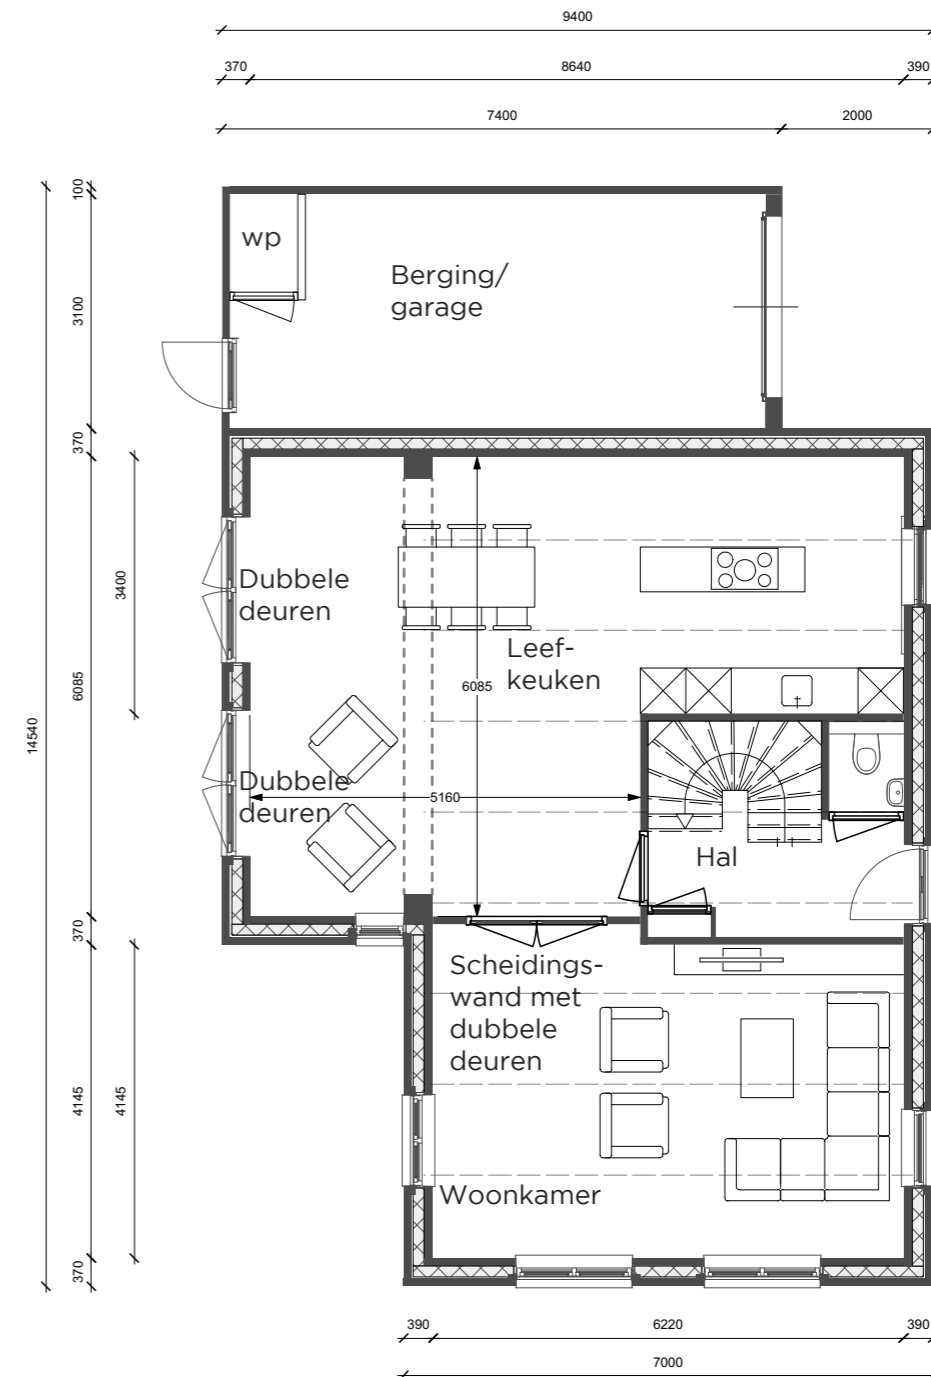 9400
370
8640
390
7400
2000
100
3100
370
6085
370
4145
370
14540
3400
4145
wp
Berging/
garage
Dubbele
deuren
Leef-
keuken
6085
Dubbele
deuren
5160
Hal
Scheidings-
wand met
dubbele
deuren
Woonkamer
390
6220
390
7000